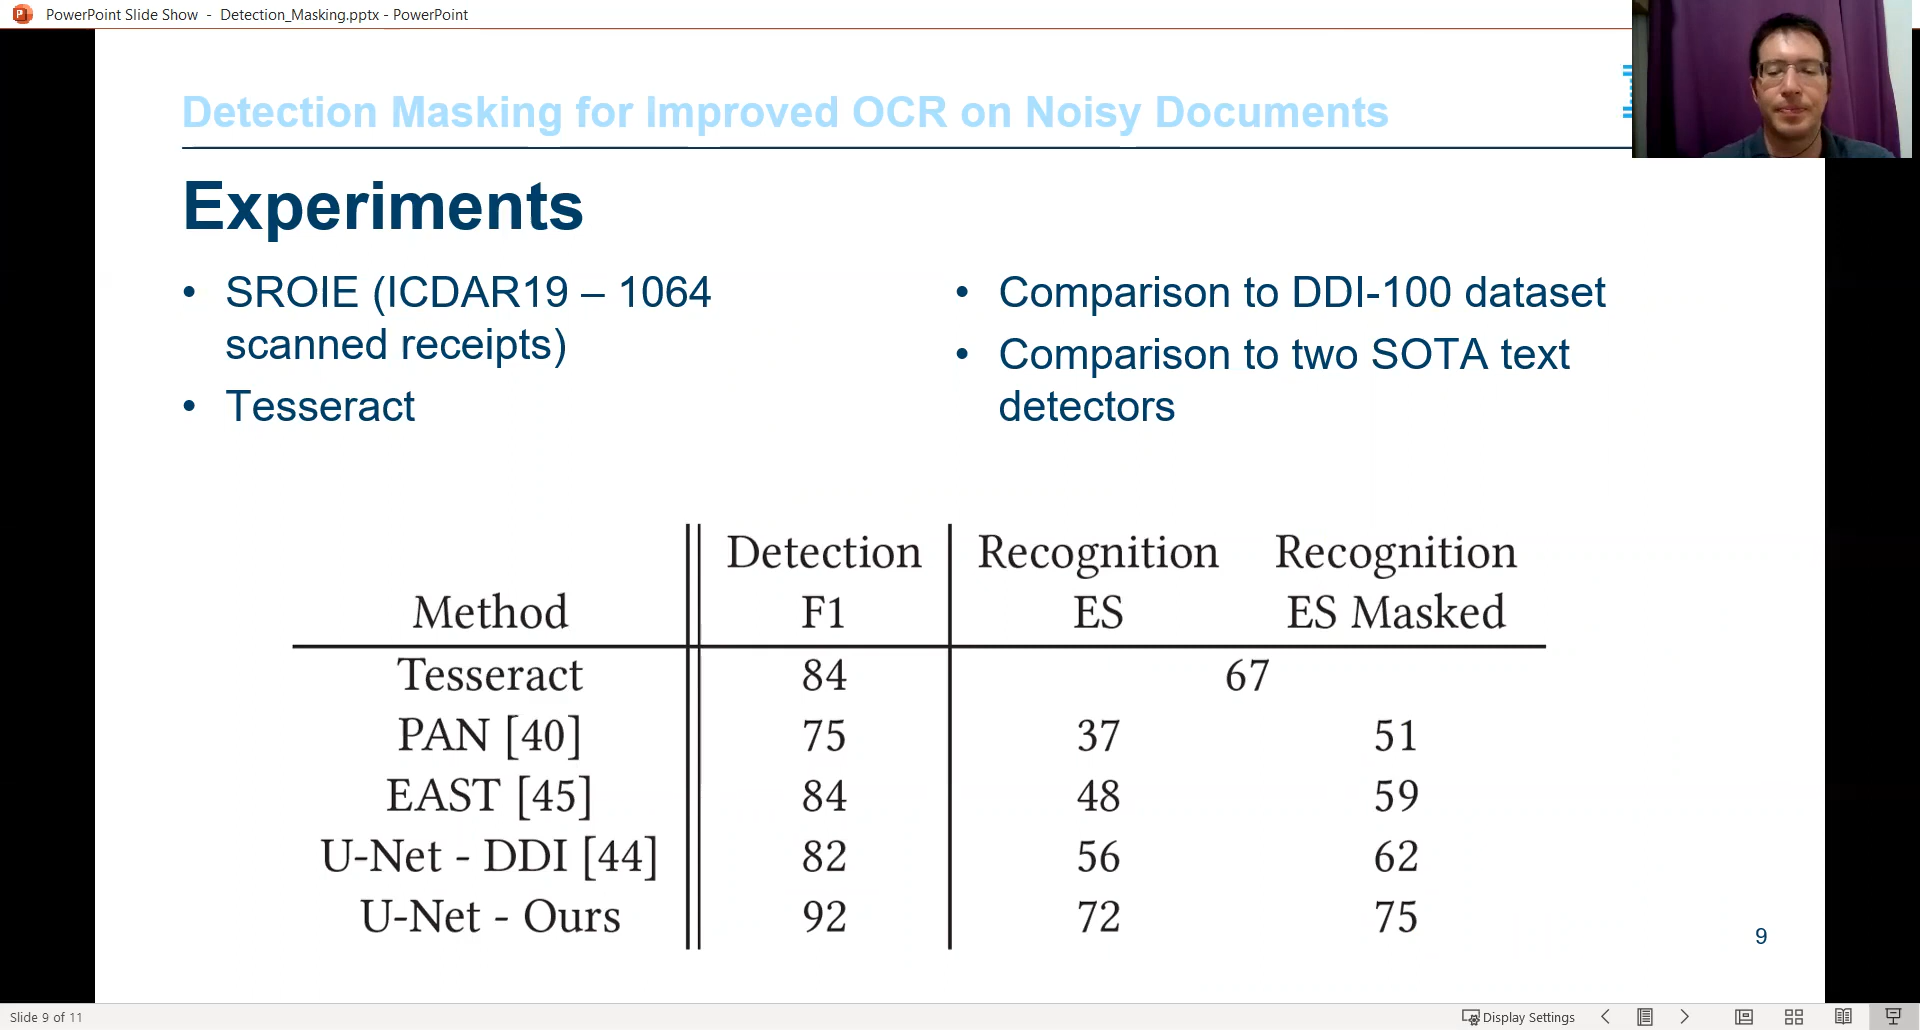 PowerPoint Slide Show - Detection_Masking.pptx - PowerPoint
Detection Masking for Improved OCR on Noisy Documents
Experiments
• SROIE (ICDAR19 – 1064
scanned receipts)
• Tesseract
• Comparison to DDI-100 dataset
• Comparison to two SOTA text
detectors
Detection Recognition Recognition
Method F1 ES ES Masked
Tesseract 84 67
PAN [40] 75 37 51
EAST [45] 84 48 59
U-Net - DDI [44] 82 56 62
U-Net - Ours 92 72 75
9
Slide 9 of 11 Display Settings